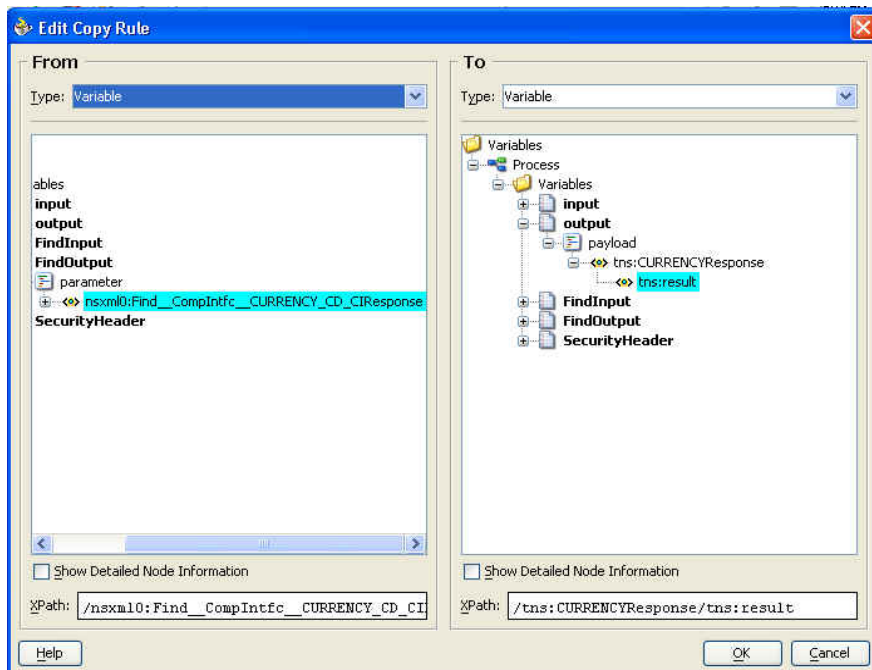 Edit Copy Rule
From
Type: Variable
ables
input
output
FindInput
FindOutput
parameter
nsxml0:Find__CompIntfc__CURRENCY_CD_CIResponse
SecurityHeader
Show Detailed Node Information
XPath: /nsxml0:Find__CompIntfc__CURRENCY_CD_CI
To
Type: Variable
Variables
Process
Variables
input
output
payload
tns:CURRENCYResponse
tns:result
FindInput
FindOutput
SecurityHeader
Show Detailed Node Information
XPath: /tns:CURRENCYResponse/tns:result
Help
OK
Cancel